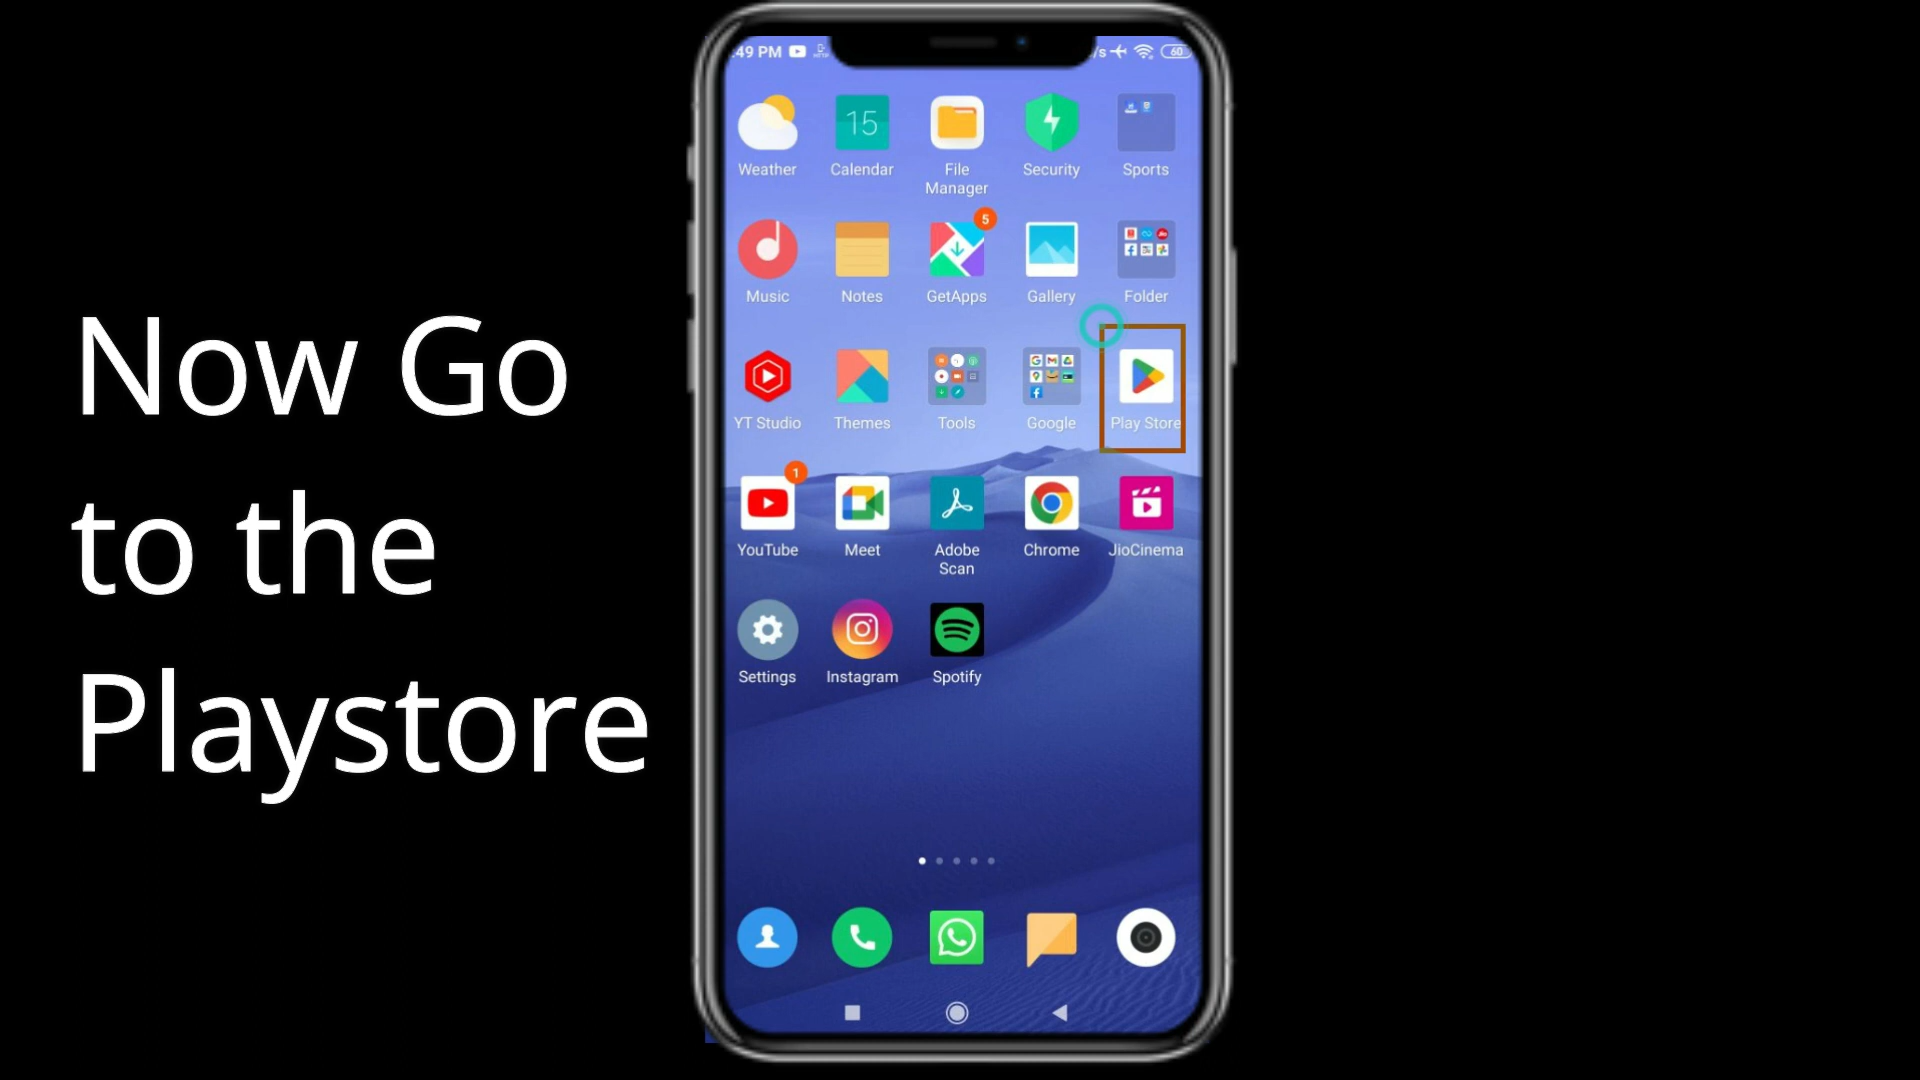 Now Go
to the
Playstore
:49 PM
/s
60
Weather
Calendar
15
File
Manager
Security
Sports
Music
Notes
GetApps
5
Gallery
Folder
YT Studio
Themes
Tools
Google
Play Store
YouTube
1
Meet
Adobe
Scan
Chrome
JioCinema
Settings
Instagram
Spotify